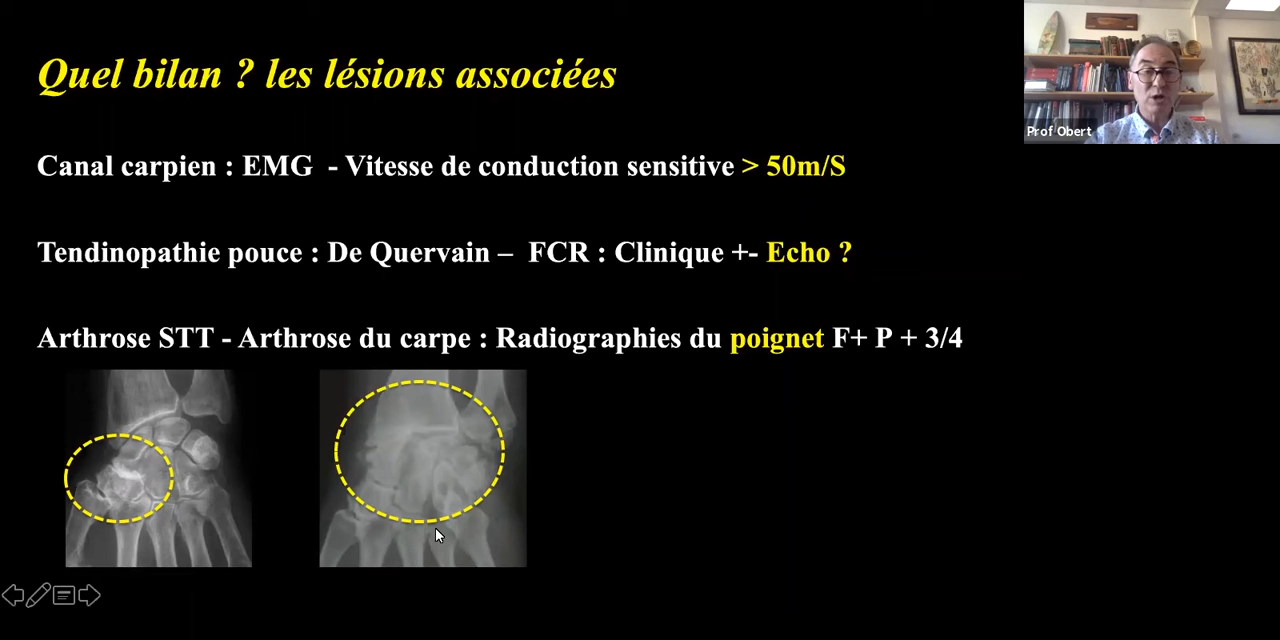 Quel bilan ? les lésions associées
Prof Obert
Canal carpien : EMG - Vitesse de conduction sensitive > 50m/S
Tendinopathie pouce : De Quervain – FCR : Clinique +- Echo ?
Arthrose STT - Arthrose du carpe : Radiographies du poignet F+ P + 3/4